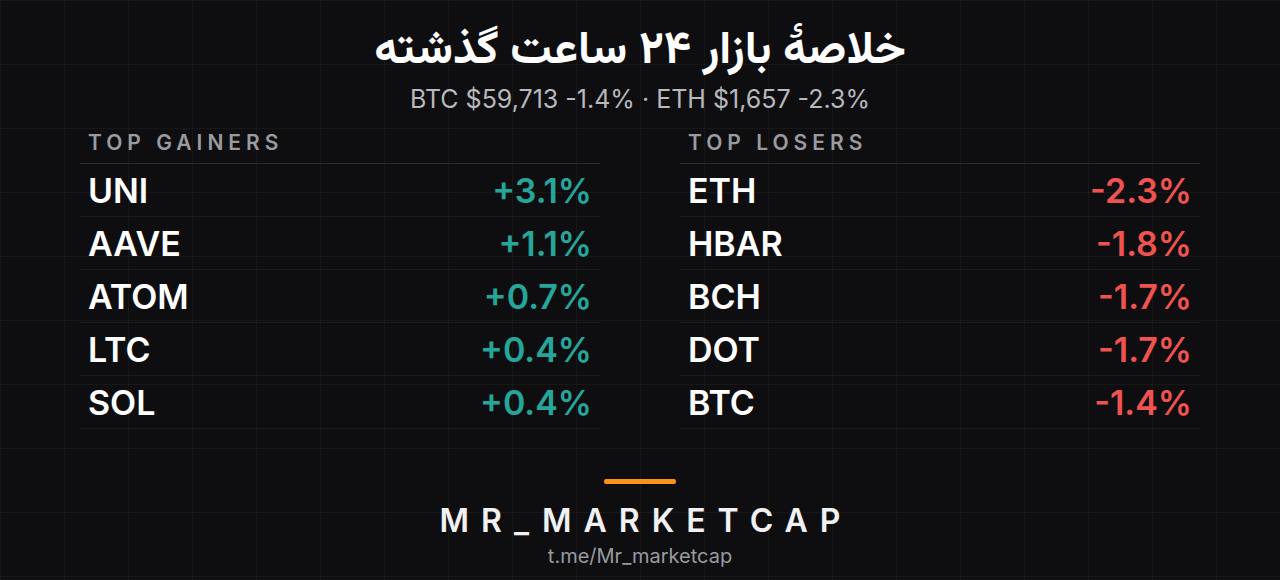 خلاصهٔ بازار ۲۴ ساعت گذشته
BTC $59,713 -1.4% · ETH $1,657 -2.3%
TOP GAINERS
UNI +3.1%
AAVE +1.1%
ATOM +0.7%
LTC +0.4%
SOL +0.4%
TOP LOSERS
ETH -2.3%
HBAR -1.8%
BCH -1.7%
DOT -1.7%
BTC -1.4%
MR_MARKETCAP
t.me/Mr_marketcap